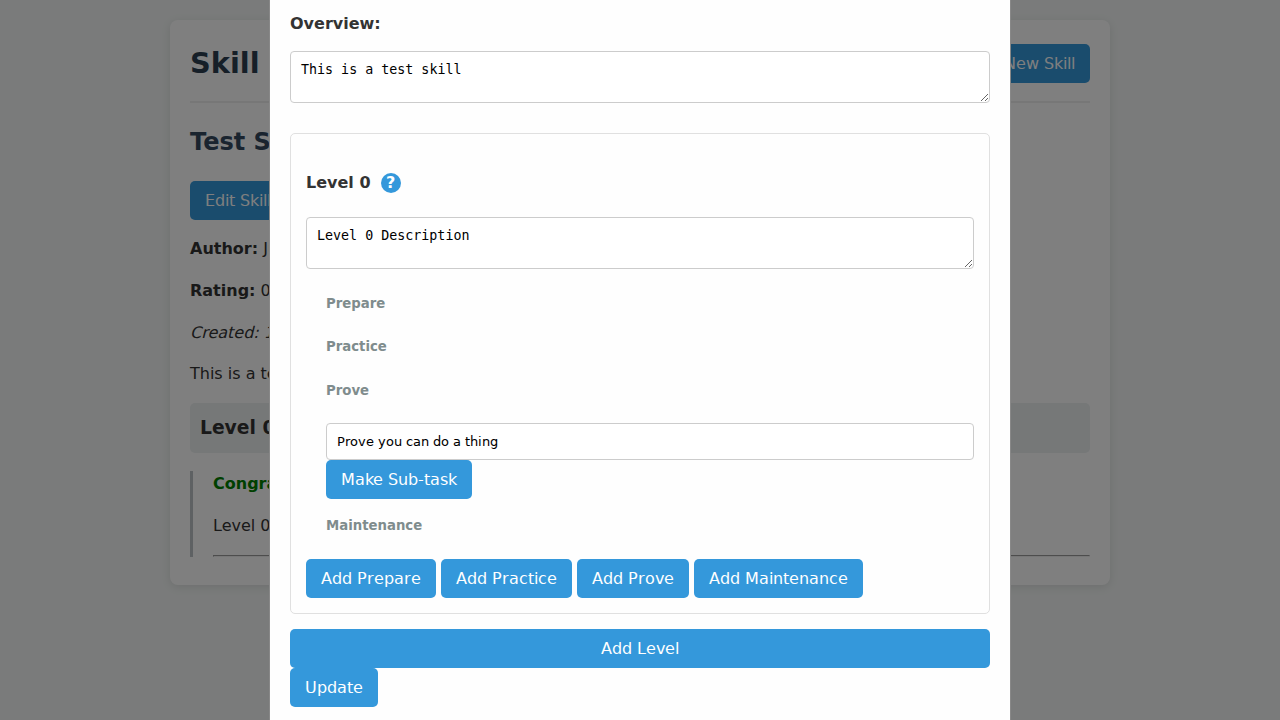 Overview:
This is a test skill
Skill
New Skill
Test S
Level 0 ?
Edit Skill
Level 0 Description
Author: J
Rating: 0
Prepare
Created:
Practice
This is a te
Prove
Level 0
Prove you can do a thing
Make Sub-task
Congra
Level 0
Maintenance
Add Prepare Add Practice Add Prove Add Maintenance
Add Level
Update